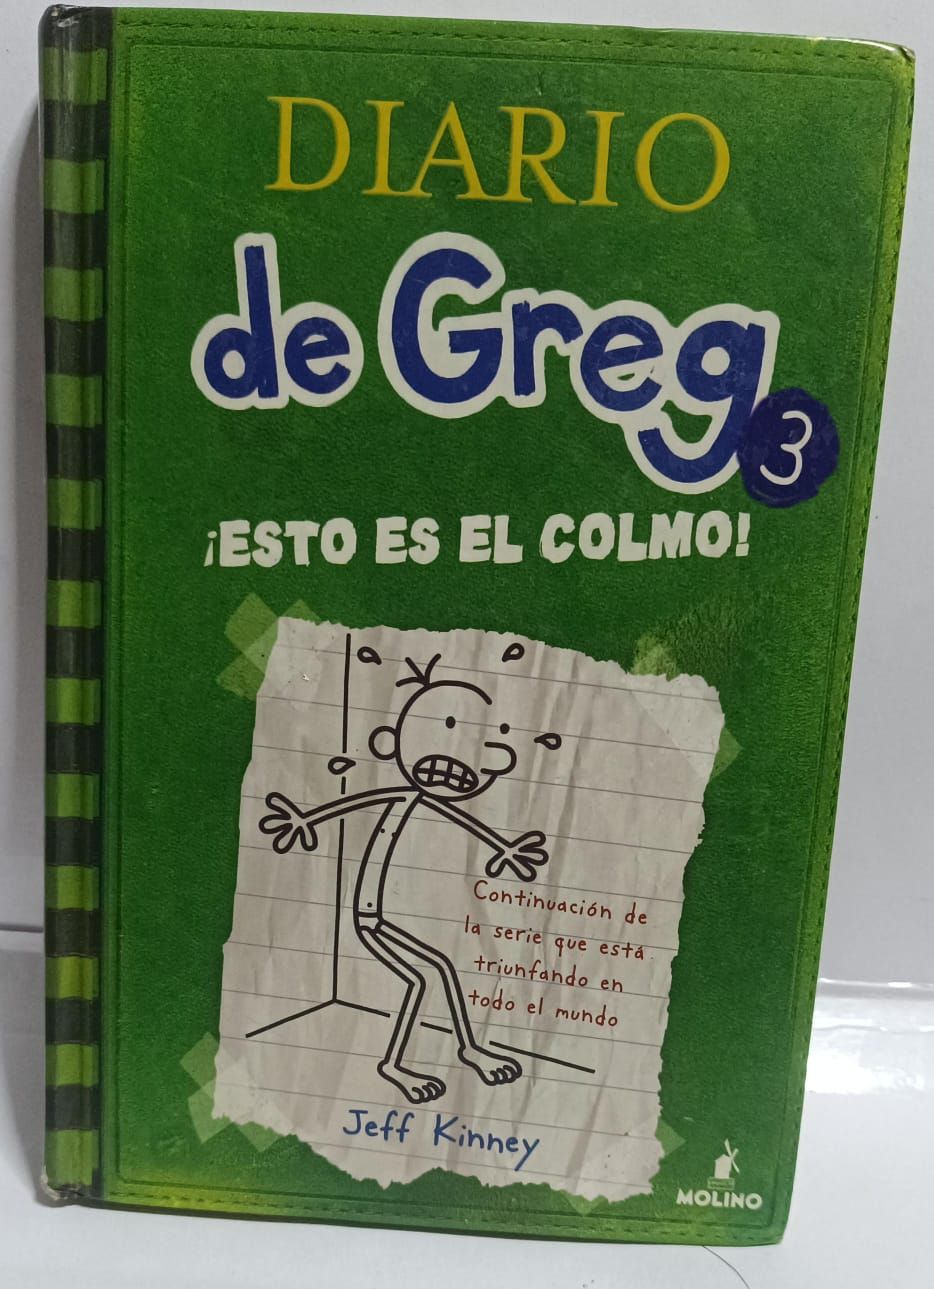 DIARIO
de Greg
3
¡ESTO ES EL COLMO!
Continuación de
la serie que está
triunfando en
todo el mundo
Jeff Kinney
MOLINO